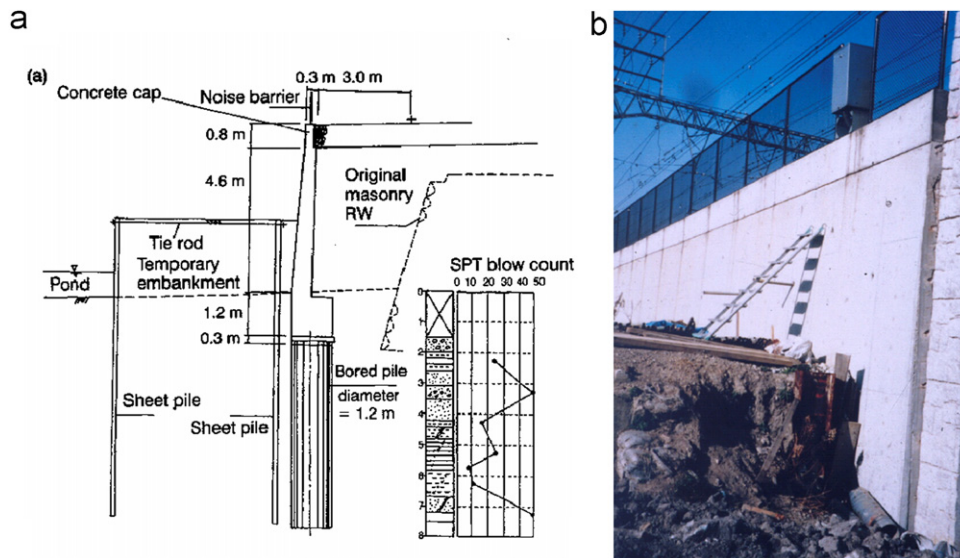 a
b
(a)
0.3 m 3.0 m
Concrete cap
Noise barrier
0.8 m
4.6 m
Original
masonry
RW
Tie rod
Temporary
embankment
Pond
SPT blow count
0 10 20 30 40 50
0
1
2
3
4
5
6
7
8
1.2 m
0.3 m
Bored pile
diameter
= 1.2 m
Sheet pile
Sheet pile